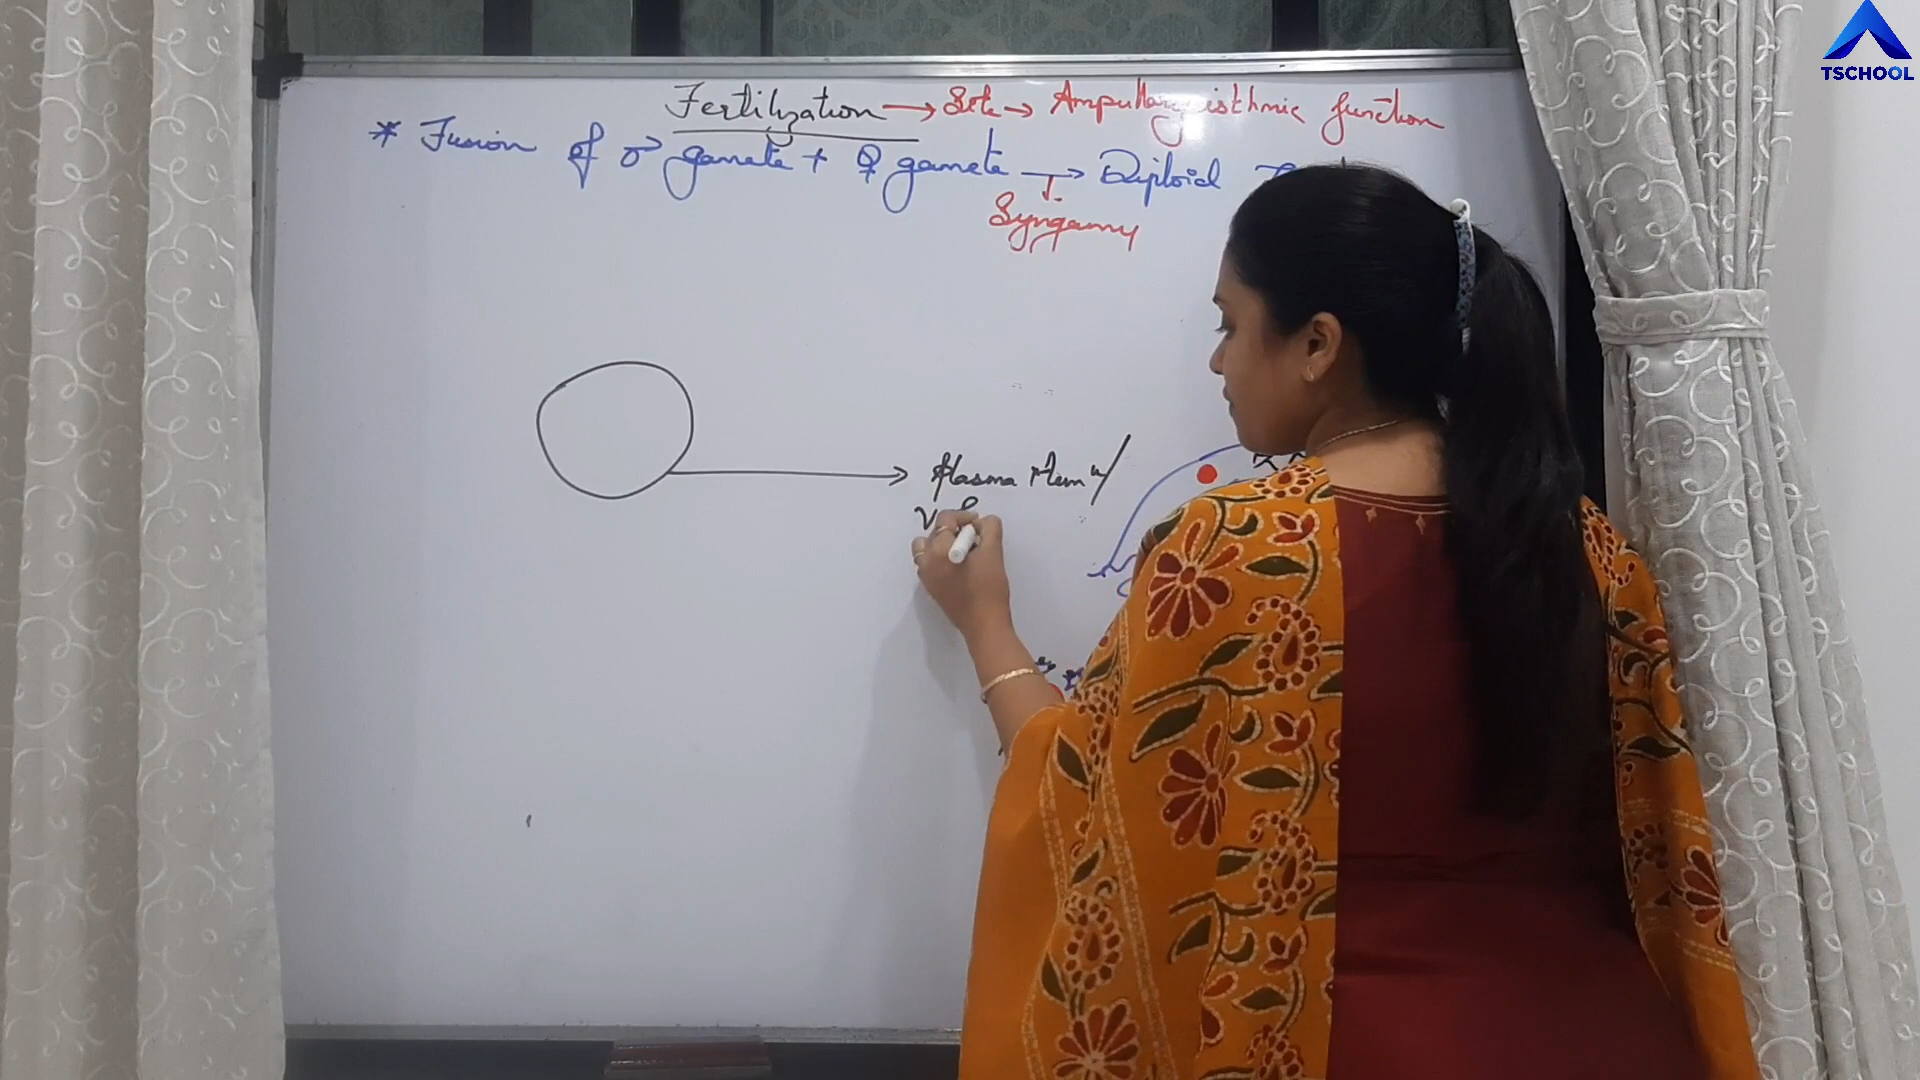 TSCHOOL
Fertilization → Site → Ampullary isthmic junction
* Fusion of ♂ gamete + ♀ gamete → Diploid
Syngamy
Plasma Mem /